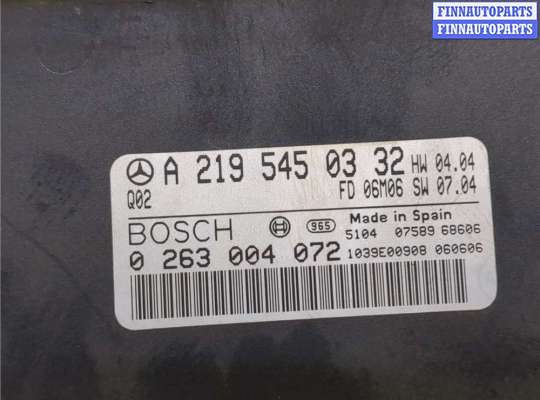 FINNAUTOPARTS
FINNAUTOPARTS
A 219 545 03 32 HW 04.04
Q02 FD 06M06 SW 07.04
BOSCH 965 Made in Spain
5104 07589 68606
0 263 004 072 1039E00908 060606